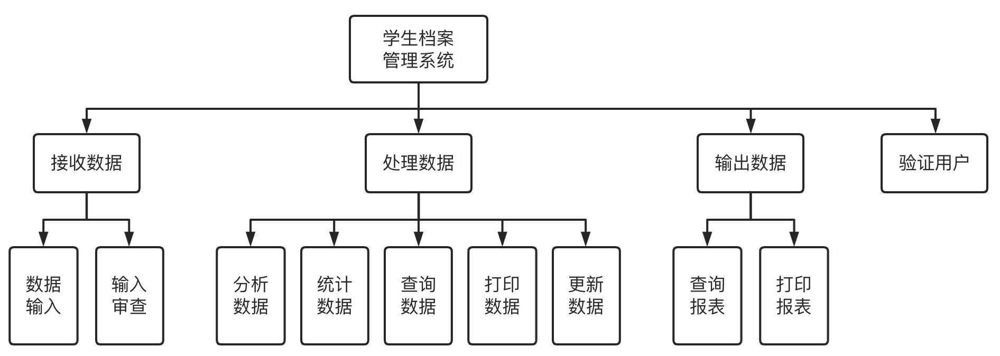 学生档案
管理系统
接收数据
处理数据
输出数据
验证用户
数据
输入
输入
审查
分析
数据
统计
数据
查询
数据
打印
数据
更新
数据
查询
报表
打印
报表